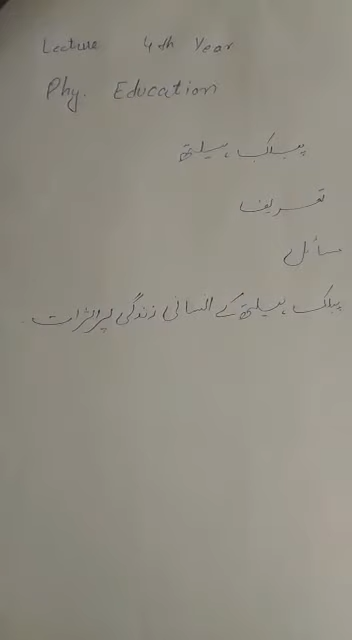 Lecture 4th Year
Phy. Education
پبلک ہیلتھ
تعریف
مسائل
پبلک ہیلتھ کے انسانی زندگی پر اثرات